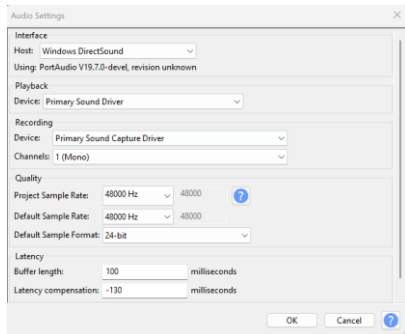 Audio Settings
Interface
Host: Windows DirectSound
Using: PortAudio V19.7.0-devel, revision unknown
Playback
Device: Primary Sound Driver
Recording
Device: Primary Sound Capture Driver
Channels: 1 (Mono)
Quality
Project Sample Rate: 48000 Hz 48000 ?
Default Sample Rate: 48000 Hz 48000
Default Sample Format: 24-bit
Latency
Buffer length: 100 milliseconds
Latency compensation: -130 milliseconds
OK Cancel ?